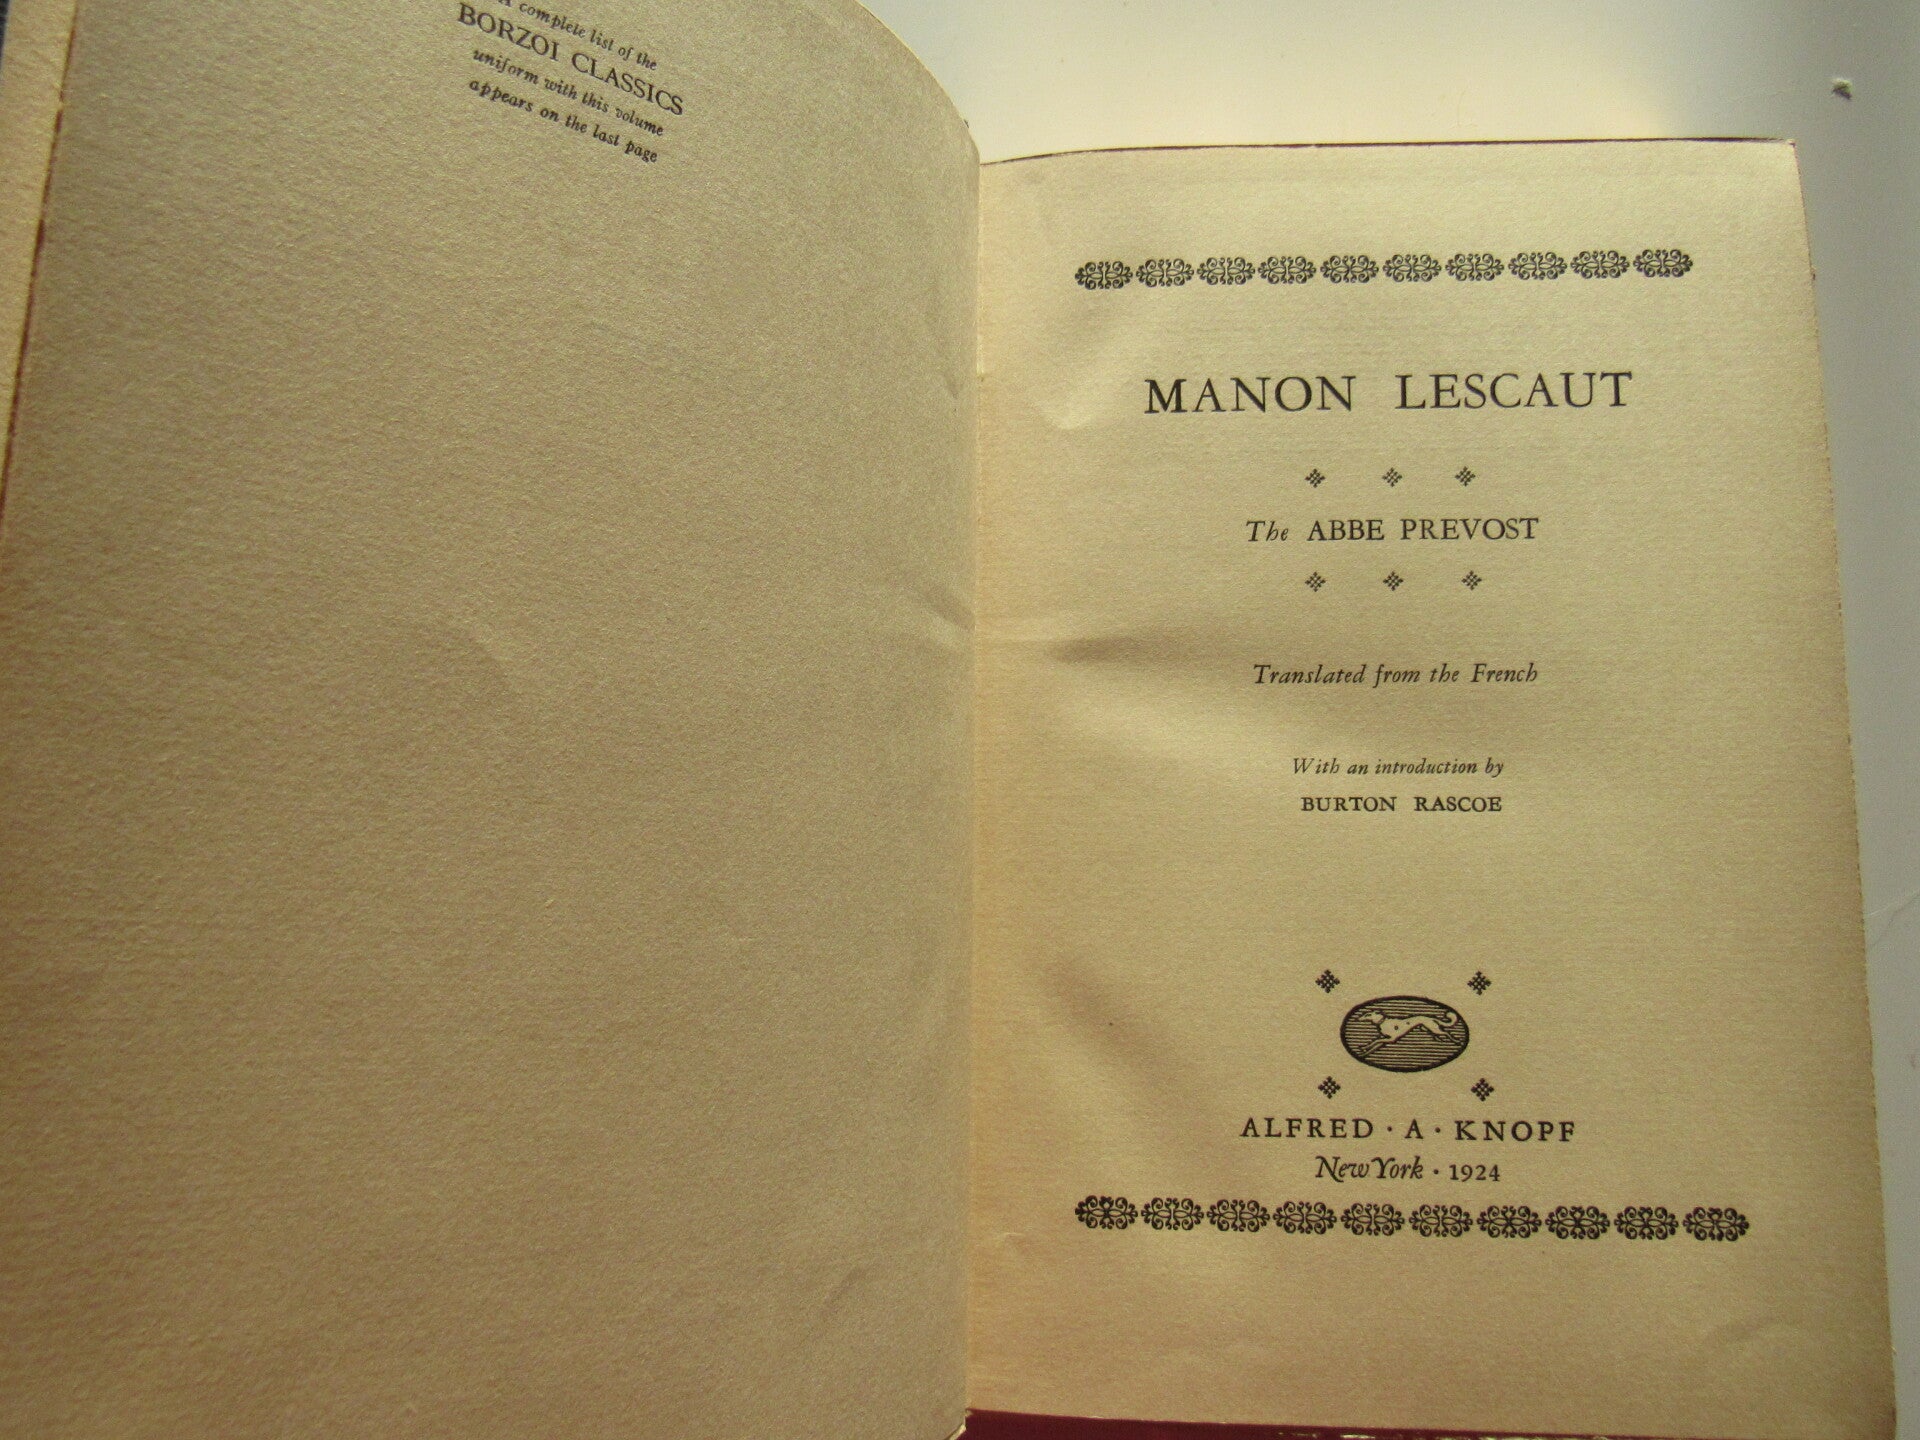 A complete list of the
BORZOI CLASSICS
uniform with this volume
appears on the last page
MANON LESCAUT
The ABBE PREVOST
Translated from the French
With an introduction by
BURTON RASCOE
ALFRED · A · KNOPF
New York · 1924